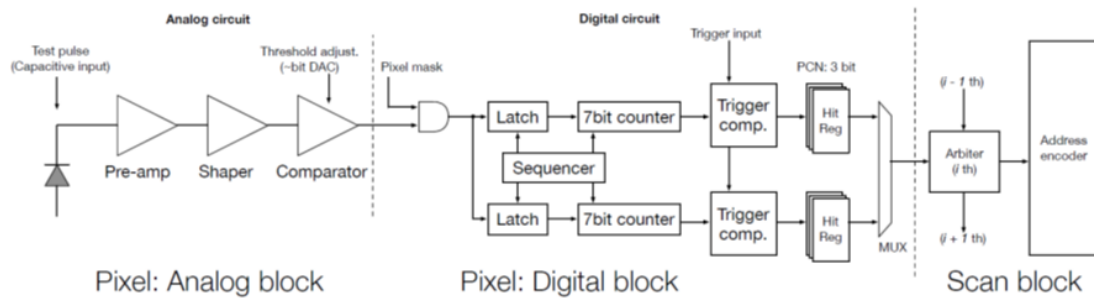 Analog circuit
Digital circuit
Test pulse
(Capacitive input)
Threshold adjust.
(~bit DAC)
Pixel mask
Trigger input
PCN: 3 bit
(i - 1 th)
Latch
7bit counter
Trigger
comp.
Hit
Reg
Pre-amp
Shaper
Comparator
Sequencer
Arbiter
(i th)
Address
encoder
Latch
7bit counter
Trigger
comp.
Hit
Reg
MUX
(i + 1 th)
Pixel: Analog block
Pixel: Digital block
Scan block